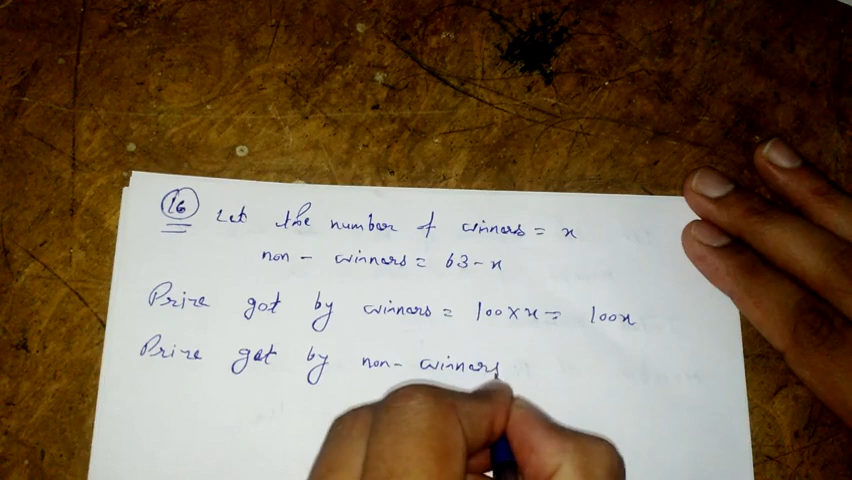 16 Let the number of winners = x
non - winners = 63 - x
Prize got by winners = 100 × x = 100x
Prize got by non - winners